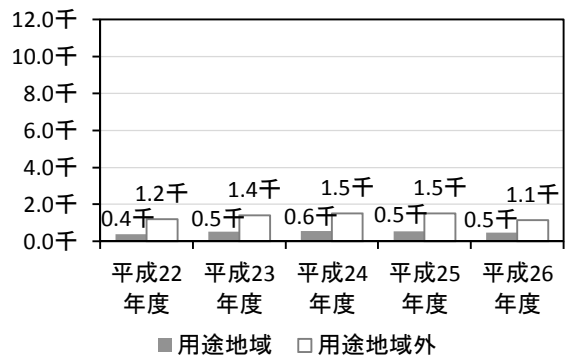 12.0千
10.0千
8.0千
6.0千
4.0千
2.0千
0.0千
0.4千 1.2千 0.5千 1.4千 0.6千 1.5千 0.5千 1.5千 0.5千 1.1千
平成22年度 平成23年度 平成24年度 平成25年度 平成26年度
用途地域 用途地域外